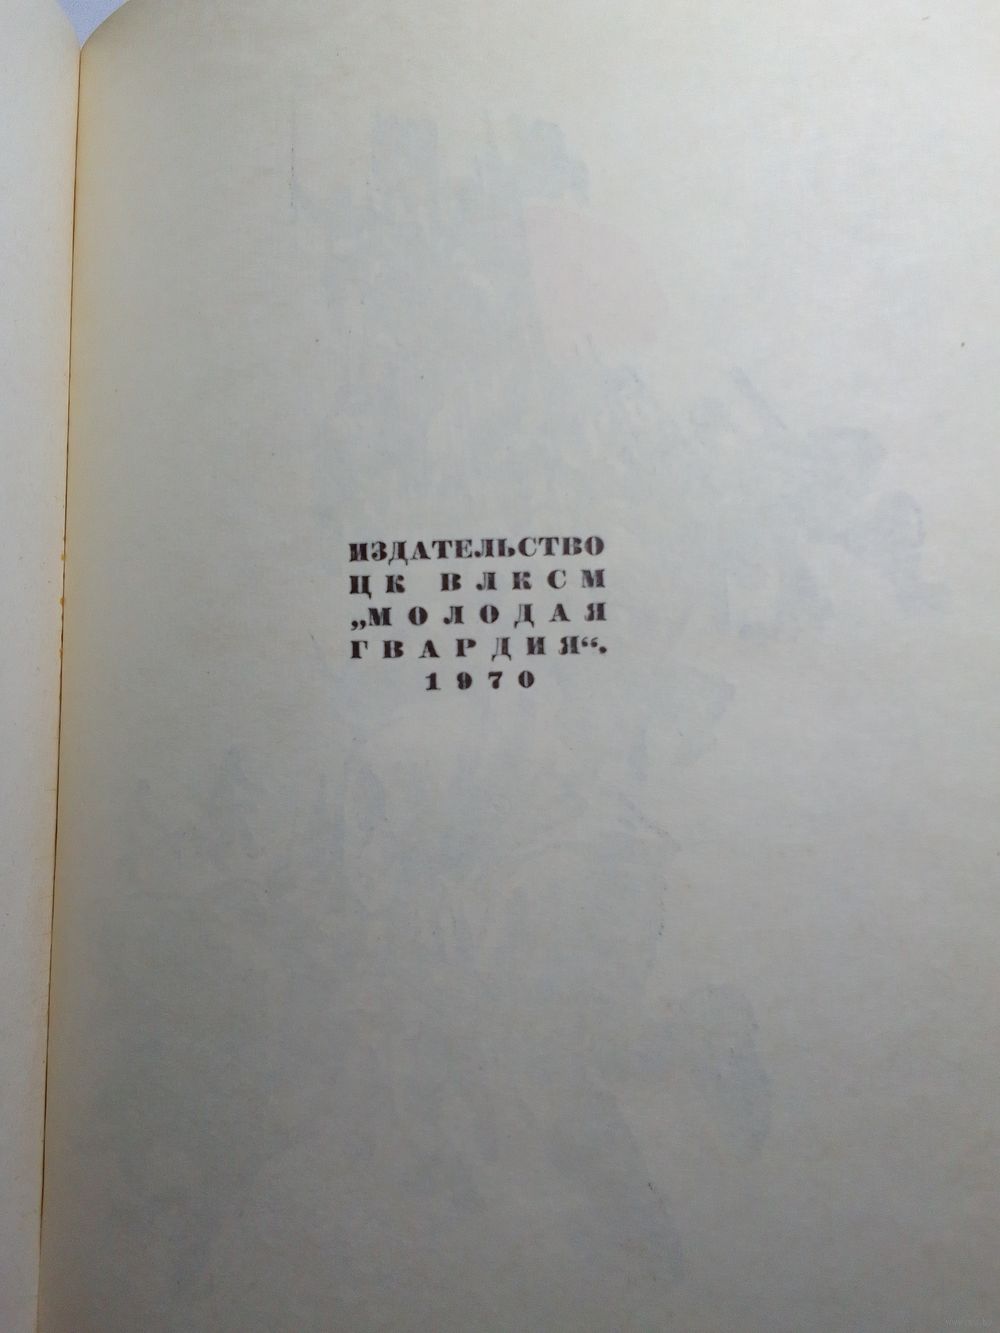 ИЗДАТЕЛЬСТВО
ЦК ВЛКСМ
„МОЛОДАЯ
ГВАРДИЯ“.
1970